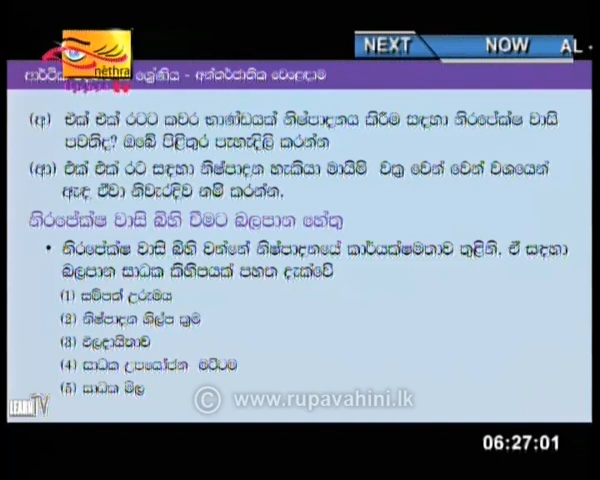 NEXT NOW AL -
nethra
ආර්ථික ශ්‍රේණිය - අන්තර්ජාතික වෙළෙඳාම
(අ) එක් එක් රටට කවර භාණ්ඩයක් නිෂ්පාදනය කිරීම සඳහා නිරපේක්ෂ වාසි
පවතිද? ඔබේ පිළිතුර පැහැදිලි කරන්න
(ආ) එක් එක් රට සඳහා නිෂ්පාදන හැකියා මායිම් වක්‍ර වෙන් වෙන් වශයෙන්
ඇඳ ඒවා නිවැරදිව නම් කරන්න.
නිරපේක්ෂ වාසි බිහි වීමට බලපාන හේතු
• නිරපේක්ෂ වාසි බිහි වන්නේ නිෂ්පාදනයේ කාර්යක්ෂමතාව තුළිනි. ඒ සඳහා
බලපාන සාධක කිහිපයක් පහත දැක්වේ
(1) සම්පත් උරුමය
(2) නිෂ්පාදන ශිල්ප ක්‍රම
(3) ඵලදායිතාව
(4) සාධක උපයෝජන මට්ටම
(5) සාධක මිල
LEARN TV
© www.rupavahini.lk
06:27:01